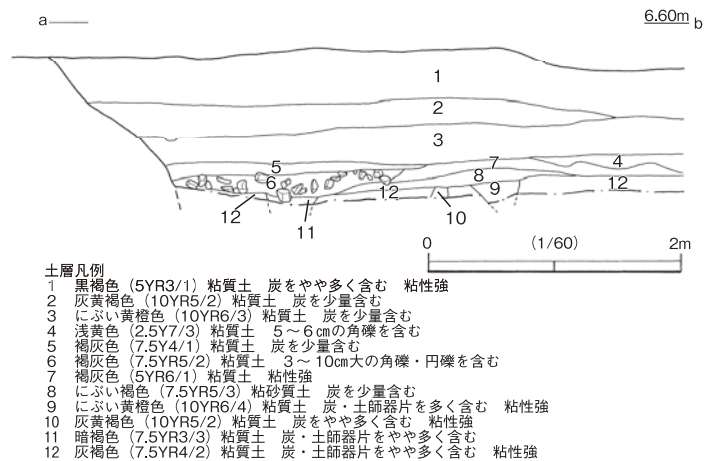 a 6.60m b
1
2
3
5 7 4
6 8
12 9 12
12 11 10
0 (1/60) 2m
土層凡例
1 黒褐色（5YR3/1）粘質土 炭をやや多く含む 粘性強
2 灰黄褐色（10YR5/2）粘質土 炭を少量含む
3 にぶい黄橙色（10YR6/3）粘質土 炭を少量含む
4 浅黄色（2.5Y7/3）粘質土 5～6㎝の角礫を含む
5 褐灰色（7.5Y4/1）粘質土 炭を少量含む
6 褐灰色（7.5YR5/2）粘質土 3～10㎝大の角礫・円礫を含む
7 褐灰色（5YR6/1）粘質土 粘性強
8 にぶい褐色（7.5YR5/3）粘砂質土 炭を少量含む
9 にぶい黄橙色（10YR6/4）粘質土 炭・土師器片を多く含む 粘性強
10 灰黄褐色（10YR5/2）粘質土 炭をやや多く含む 粘性強
11 暗褐色（7.5YR3/3）粘質土 炭・土師器片をやや多く含む
12 灰褐色（7.5YR4/2）粘質土 炭・土師器片をやや多く含む 粘性強